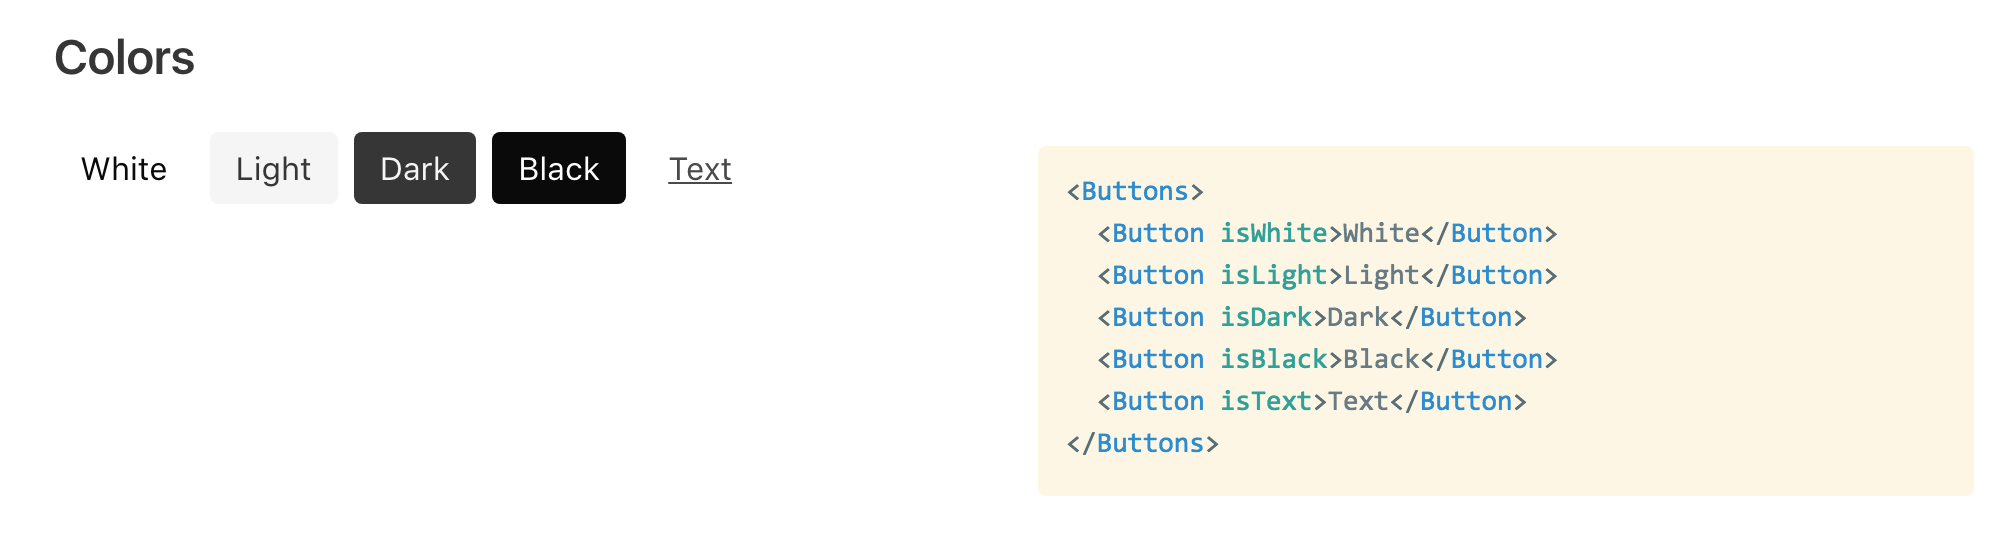 Colors
White Light Dark Black Text
<Buttons>
  <Button isWhite>White</Button>
  <Button isLight>Light</Button>
  <Button isDark>Dark</Button>
  <Button isBlack>Black</Button>
  <Button isText>Text</Button>
</Buttons>